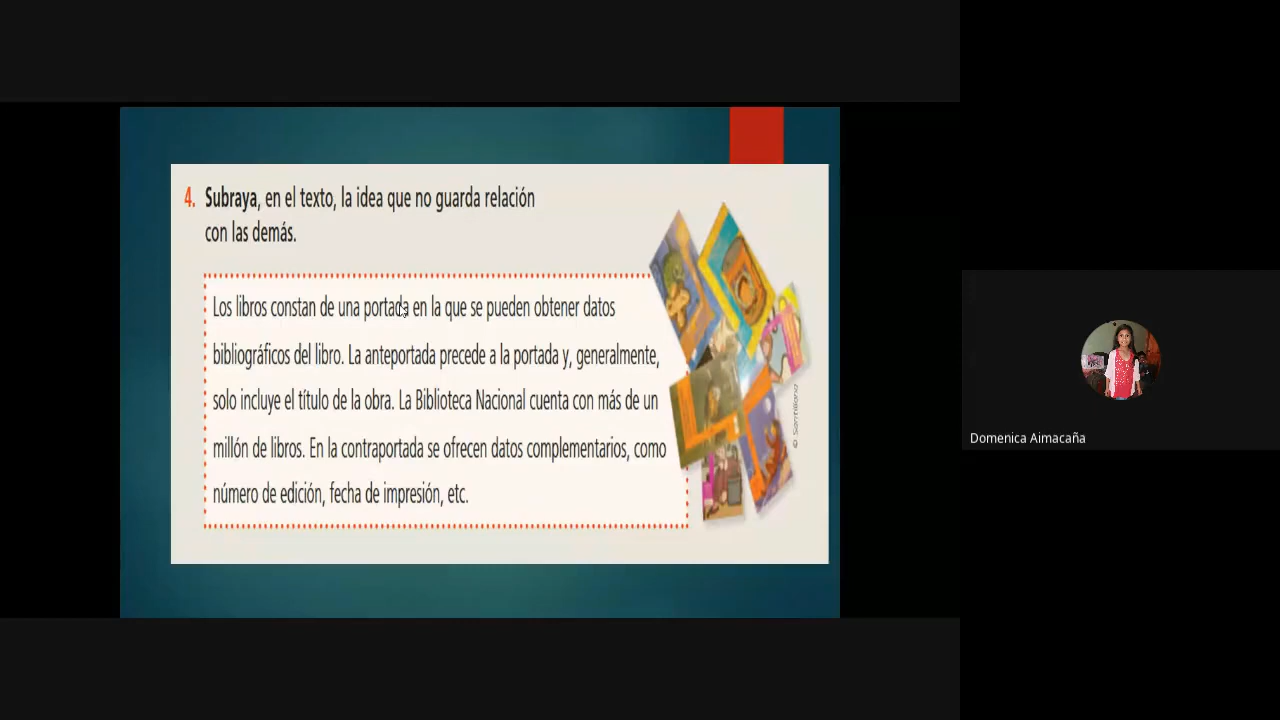 4. Subraya, en el texto, la idea que no guarda relación
con las demás.
Los libros constan de una portada en la que se pueden obtener datos
bibliográficos del libro. La anteportada precede a la portada y, generalmente,
solo incluye el título de la obra. La Biblioteca Nacional cuenta con más de un
millón de libros. En la contraportada se ofrecen datos complementarios, como
número de edición, fecha de impresión, etc.
© Santillana
Domenica Aimacaña